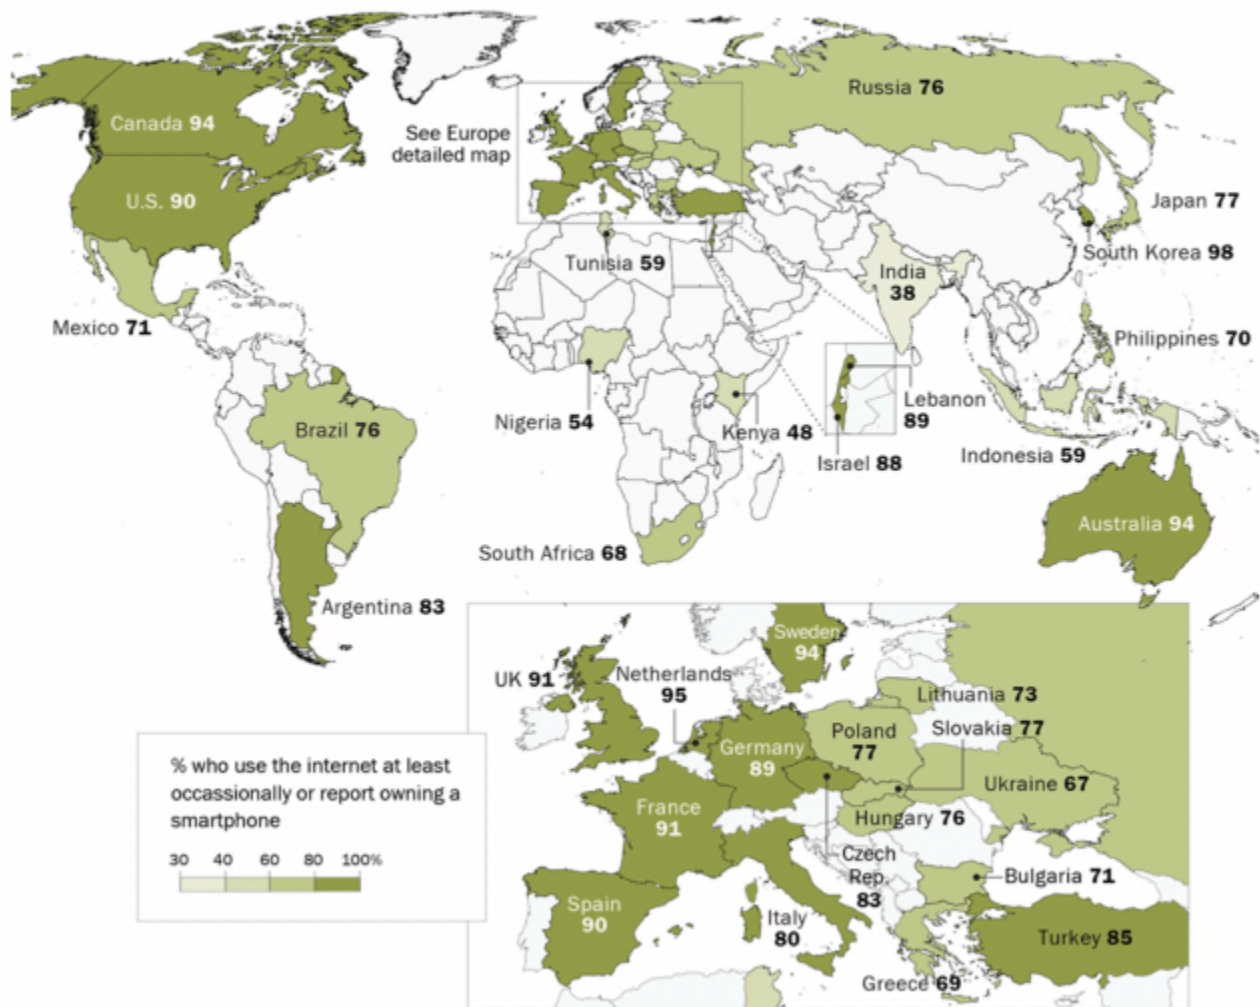 Canada 94
U.S. 90
Mexico 71
Brazil 76
Argentina 83
See Europe
detailed map
Russia 76
Japan 77
South Korea 98
Tunisia 59
India
38
Philippines 70
Nigeria 54
Kenya 48
Lebanon
89
Israel 88
Indonesia 59
South Africa 68
Australia 94
% who use the internet at least
occassionally or report owning a
smartphone
30 40 60 80 100%
Sweden
94
UK 91
Netherlands
95
Lithuania 73
Poland
77
Slovakia 77
Germany
89
Ukraine 67
France
91
Hungary 76
Czech
Rep.
83
Bulgaria 71
Spain
90
Italy
80
Turkey 85
Greece 69